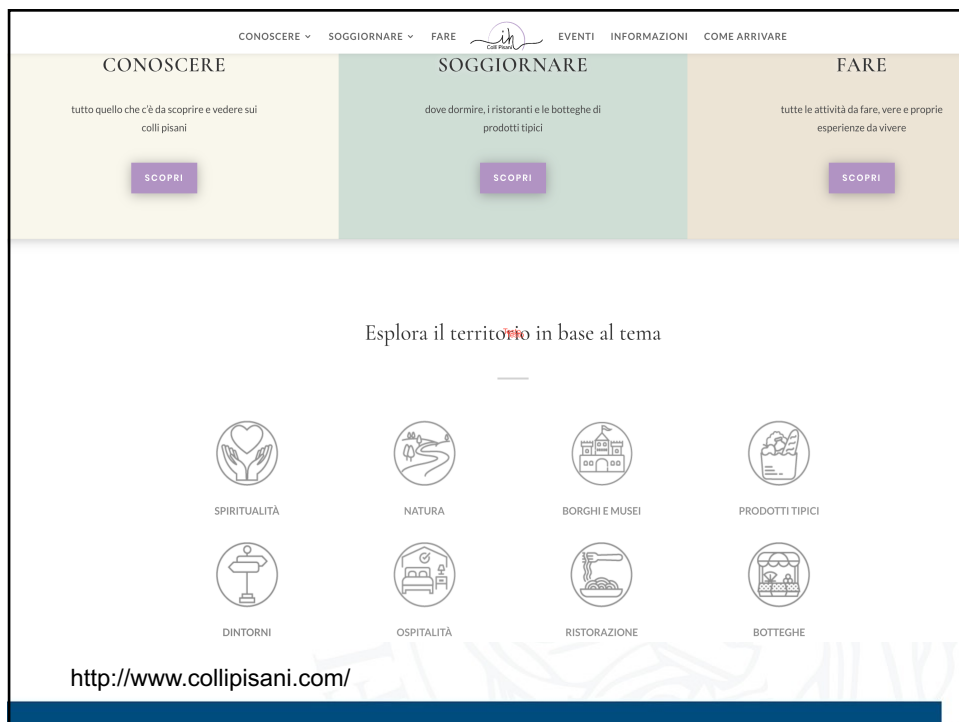 CONOSCERE SOGGIORNARE FARE Colli Pisani EVENTI INFORMAZIONI COME ARRIVARE
CONOSCERE
tutto quello che c'è da scoprire e vedere sui
colli pisani
SCOPRI
SOGGIORNARE
dove dormire, i ristoranti e le botteghe di
prodotti tipici
SCOPRI
FARE
tutte le attività da fare, vere e proprie
esperienze da vivere
SCOPRI
Esplora il territorio in base al tema
SPIRITUALITÀ NATURA BORGHI E MUSEI PRODOTTI TIPICI
DINTORNI OSPITALITÀ RISTORAZIONE BOTTEGHE
http://www.collipisani.com/